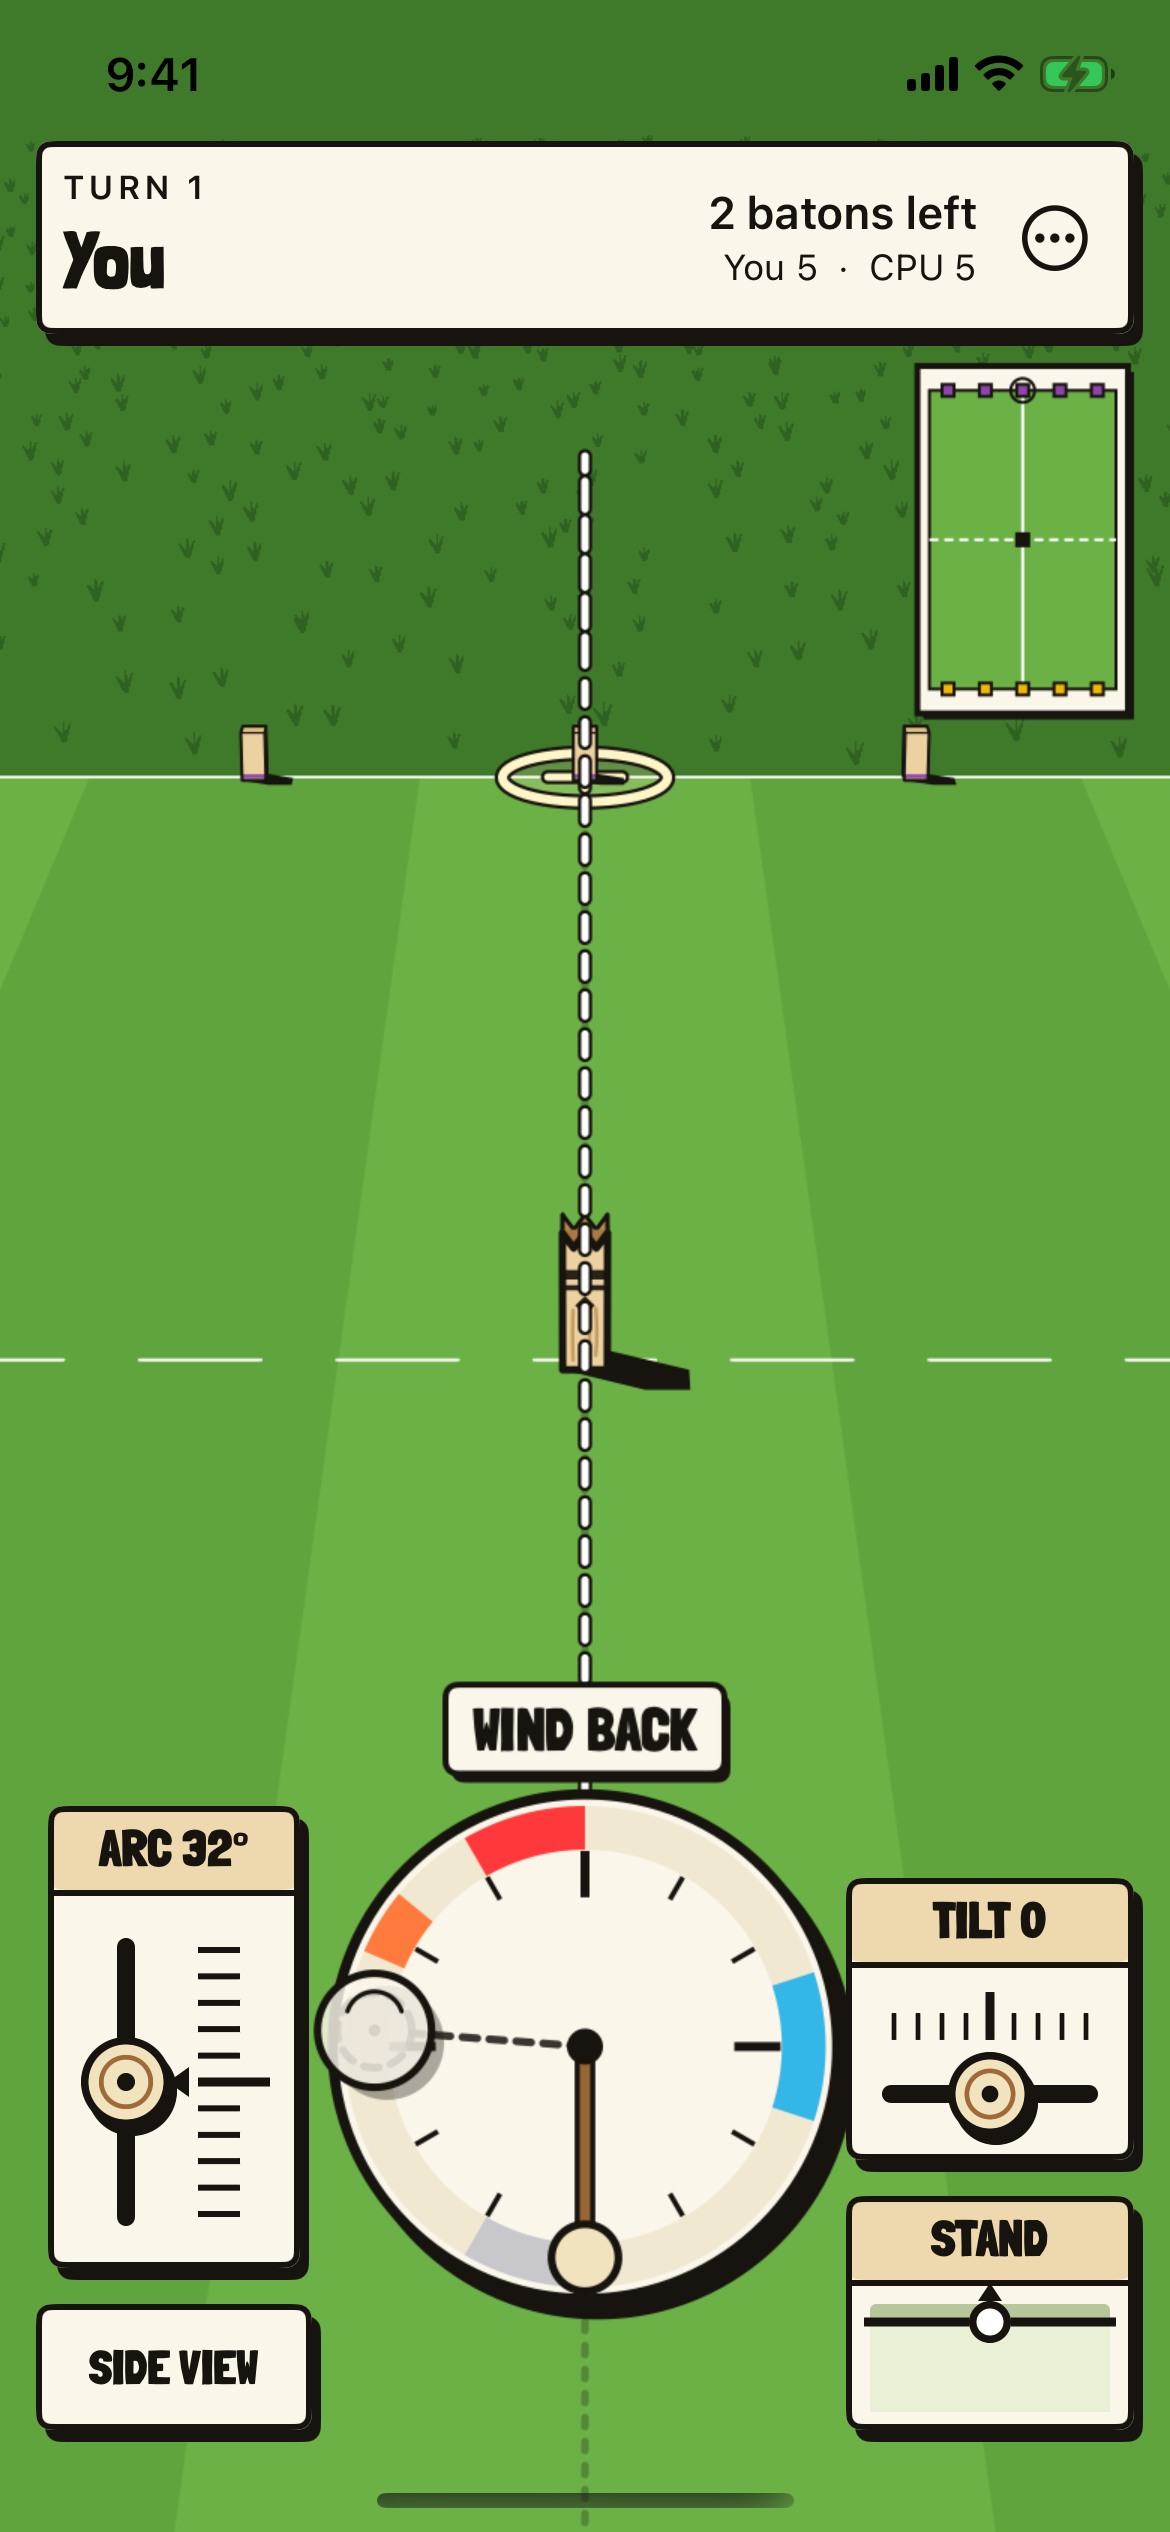 9:41
TURN 1
You
2 batons left
You 5 · CPU 5
WIND BACK
ARC 32°
TILT 0
STAND
SIDE VIEW